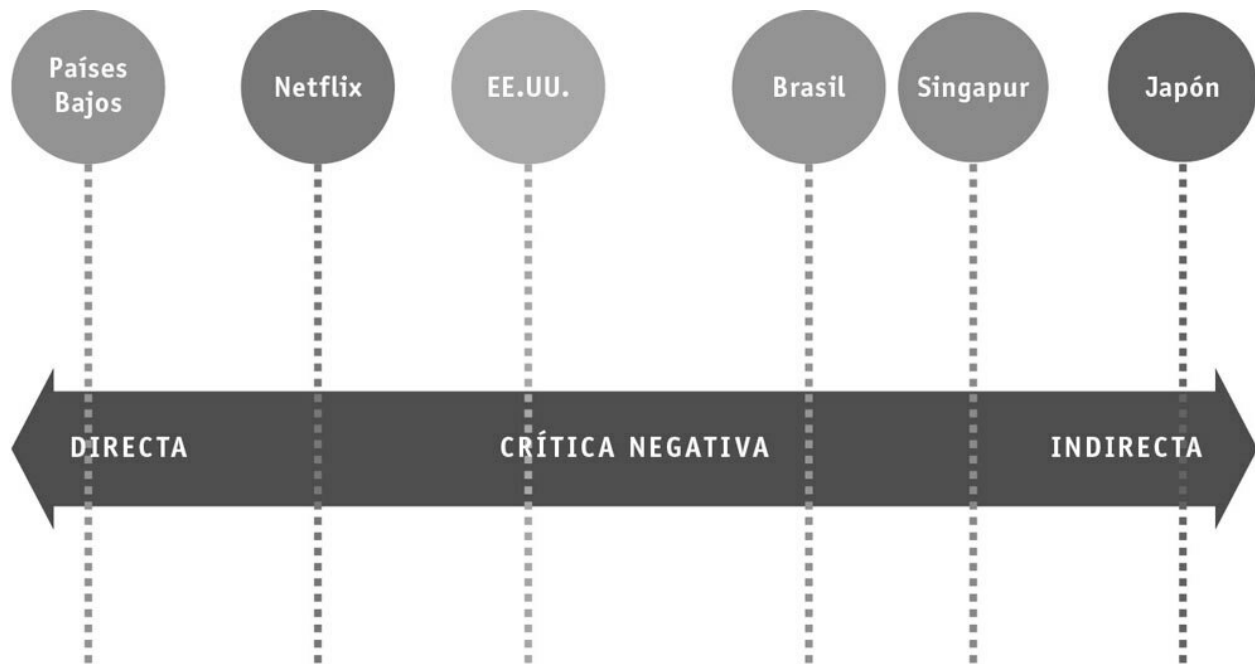 Países
Bajos
Netflix
EE.UU.
Brasil
Singapur
Japón
DIRECTA
CRÍTICA NEGATIVA
INDIRECTA